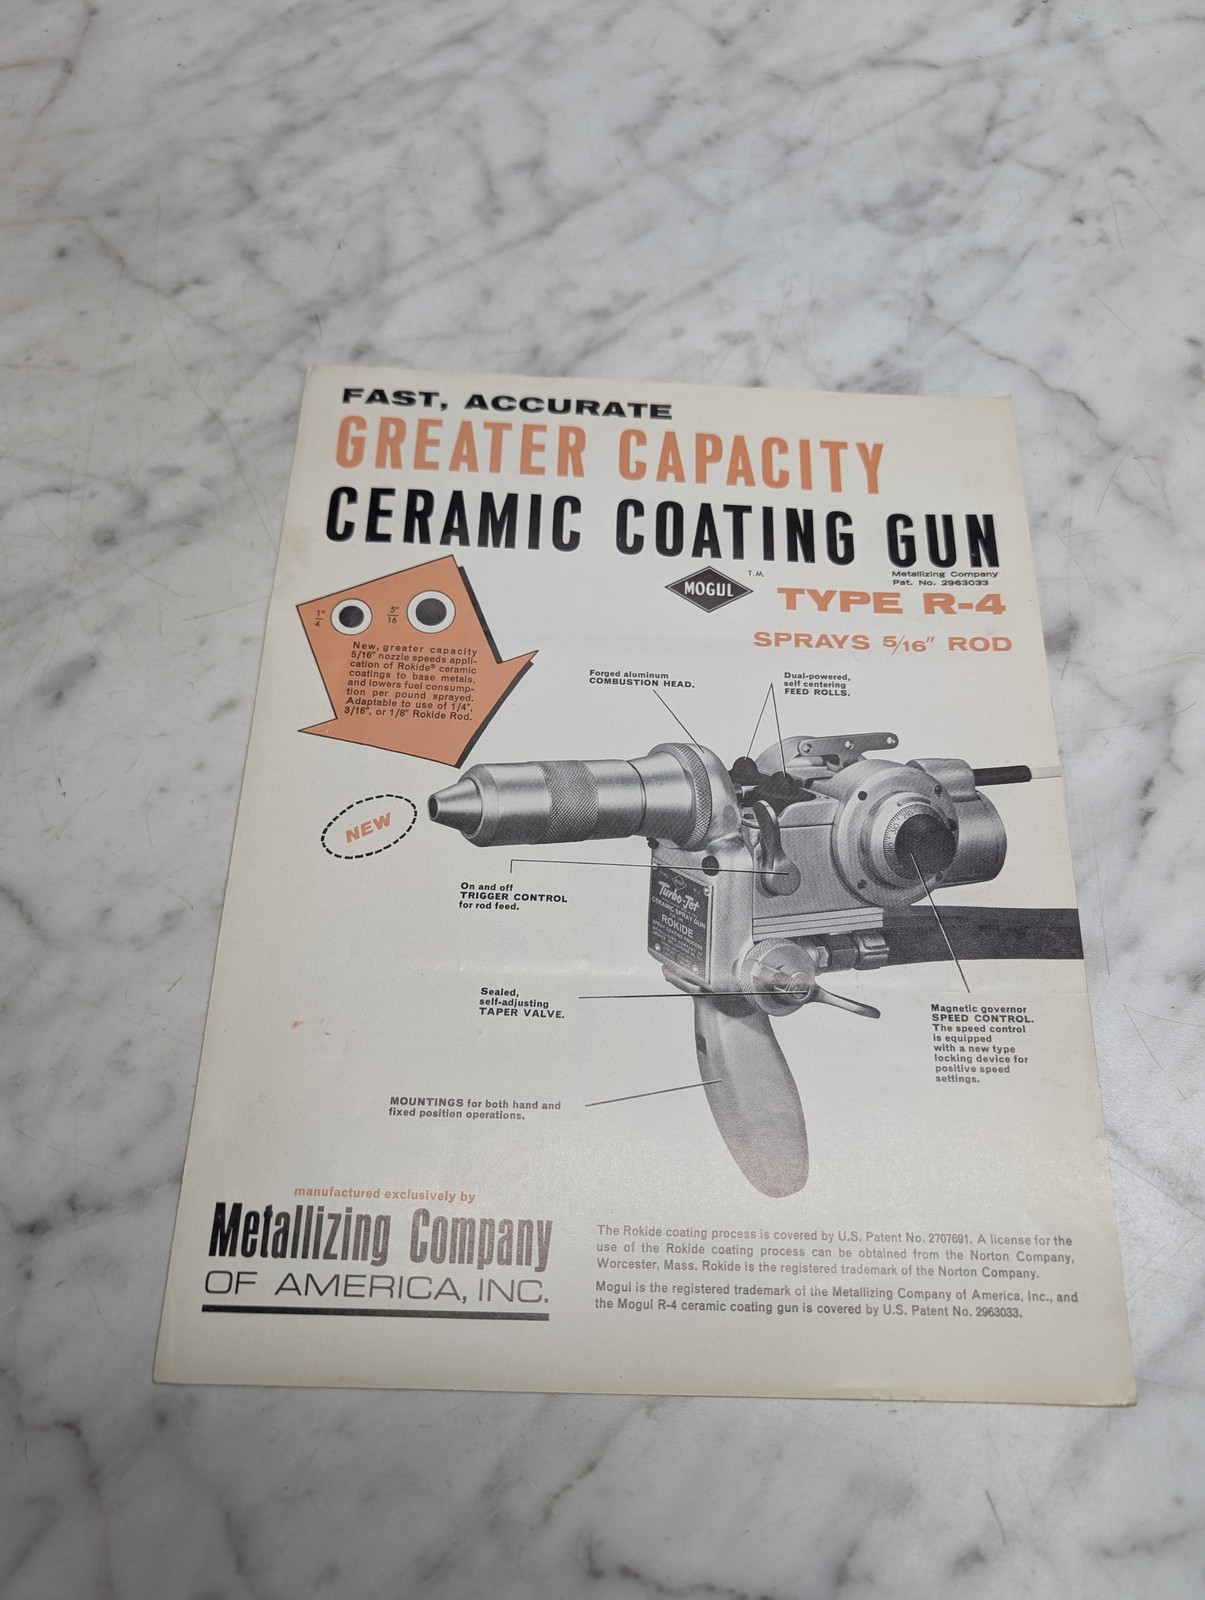 FAST, ACCURATE
GREATER CAPACITY
CERAMIC COATING GUN
Metallizing Company
Pat. No. 2963033
MOGUL
T.M.
TYPE R-4
SPRAYS 5/16" ROD
1"
4
5"
16
New, greater capacity
5/16" nozzle speeds appli-
cation of Rokide® ceramic
coatings to base metals,
and lowers fuel consump-
tion per pound sprayed.
Adaptable to use of 1/4",
3/16", or 1/8" Rokide Rod.
NEW
Forged aluminum
COMBUSTION HEAD.
Dual-powered,
self centering
FEED ROLLS.
On and off
TRIGGER CONTROL
for rod feed.
Turbo-Jet
CERAMIC SPRAY GUN
ROKIDE
SPRAY COATING PROCESS
Sealed,
self-adjusting
TAPER VALVE.
Magnetic governor
SPEED CONTROL.
The speed control
is equipped
with a new type
locking device for
positive speed
settings.
MOUNTINGS for both hand and
fixed position operations.
manufactured exclusively by
Metallizing Company
OF AMERICA, INC.
The Rokide coating process is covered by U.S. Patent No. 2707691. A license for the
use of the Rokide coating process can be obtained from the Norton Company,
Worcester, Mass. Rokide is the registered trademark of the Norton Company.
Mogul is the registered trademark of the Metallizing Company of America, Inc., and
the Mogul R-4 ceramic coating gun is covered by U.S. Patent No. 2963033.